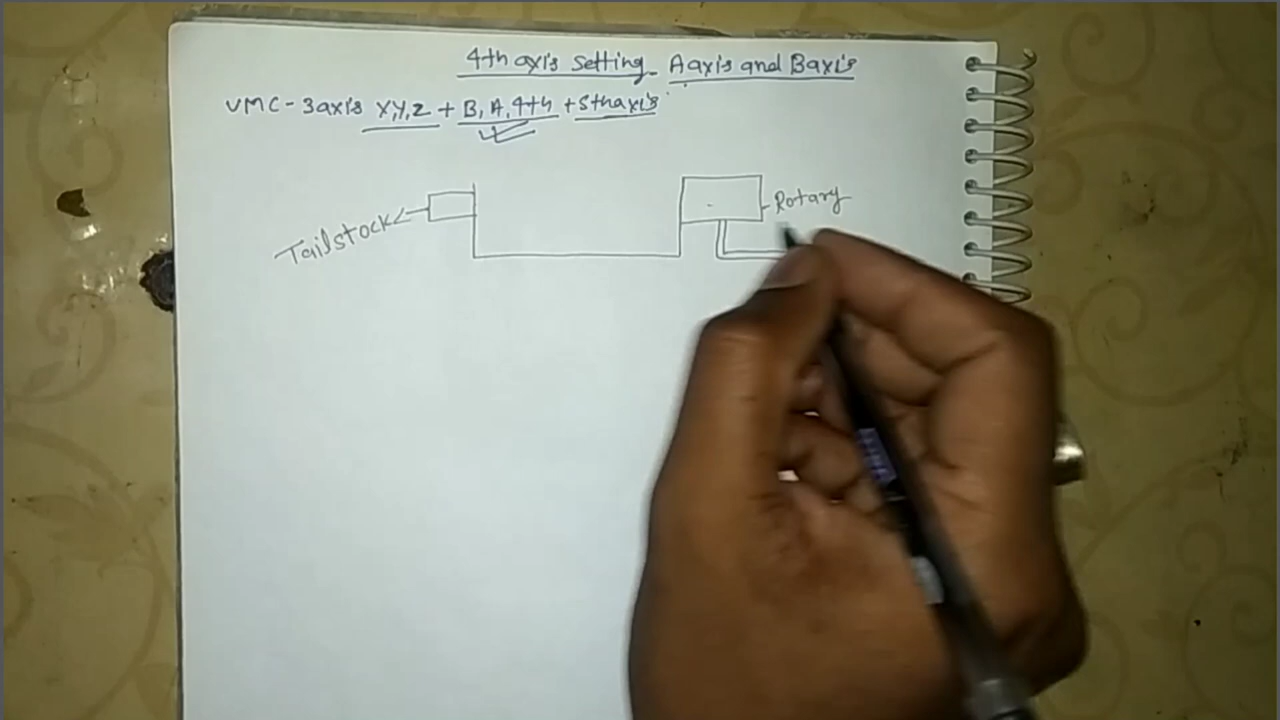 4th axis setting - A axis and B axis
VMC - 3 axis X,Y,Z + B, A, 4th + 5th axis
Rotary
Tailstock